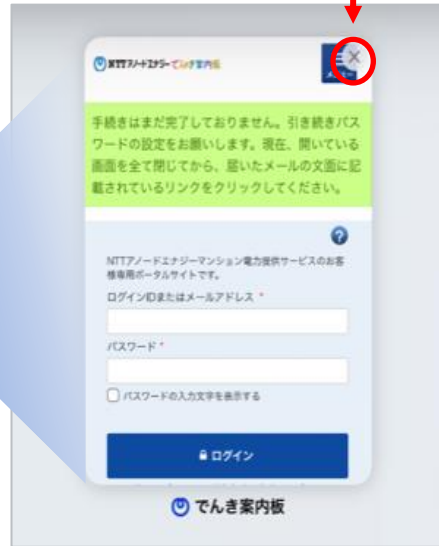 NTTアノードエナジー でんき案内板
メニュー
手続きはまだ完了しておりません。引き続きパス
ワードの設定をお願いします。現在、開いている
画面を全て閉じてから、届いたメールの文面に記
載されているリンクをクリックしてください。
?
NTTアノードエナジーマンション電力提供サービスのお客
様専用ポータルサイトです。
ログインIDまたはメールアドレス *
パスワード *
パスワードの入力文字を表示する
ログイン
でんき案内板